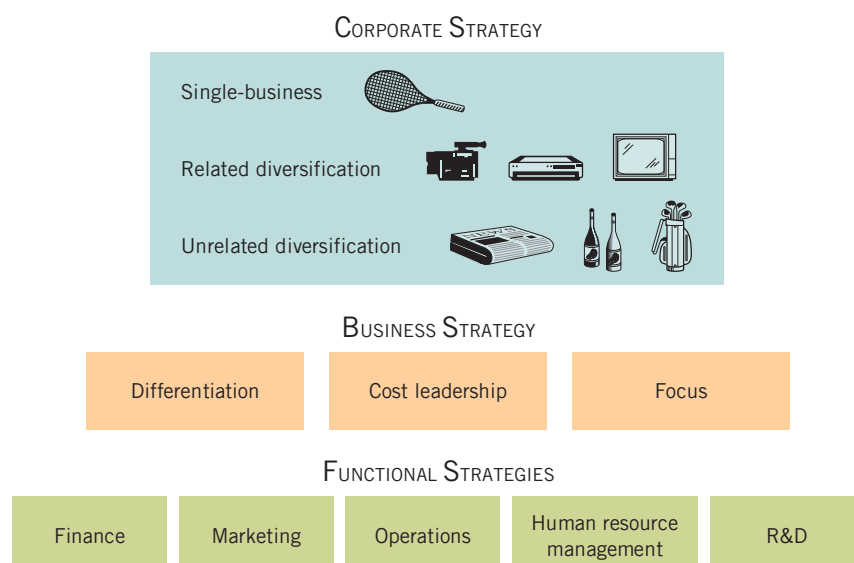 CORPORATE STRATEGY
Single-business
Related diversification
Unrelated diversification
NEWS
BUSINESS STRATEGY
Differentiation
Cost leadership
Focus
FUNCTIONAL STRATEGIES
Finance
Marketing
Operations
Human resource
management
R&D